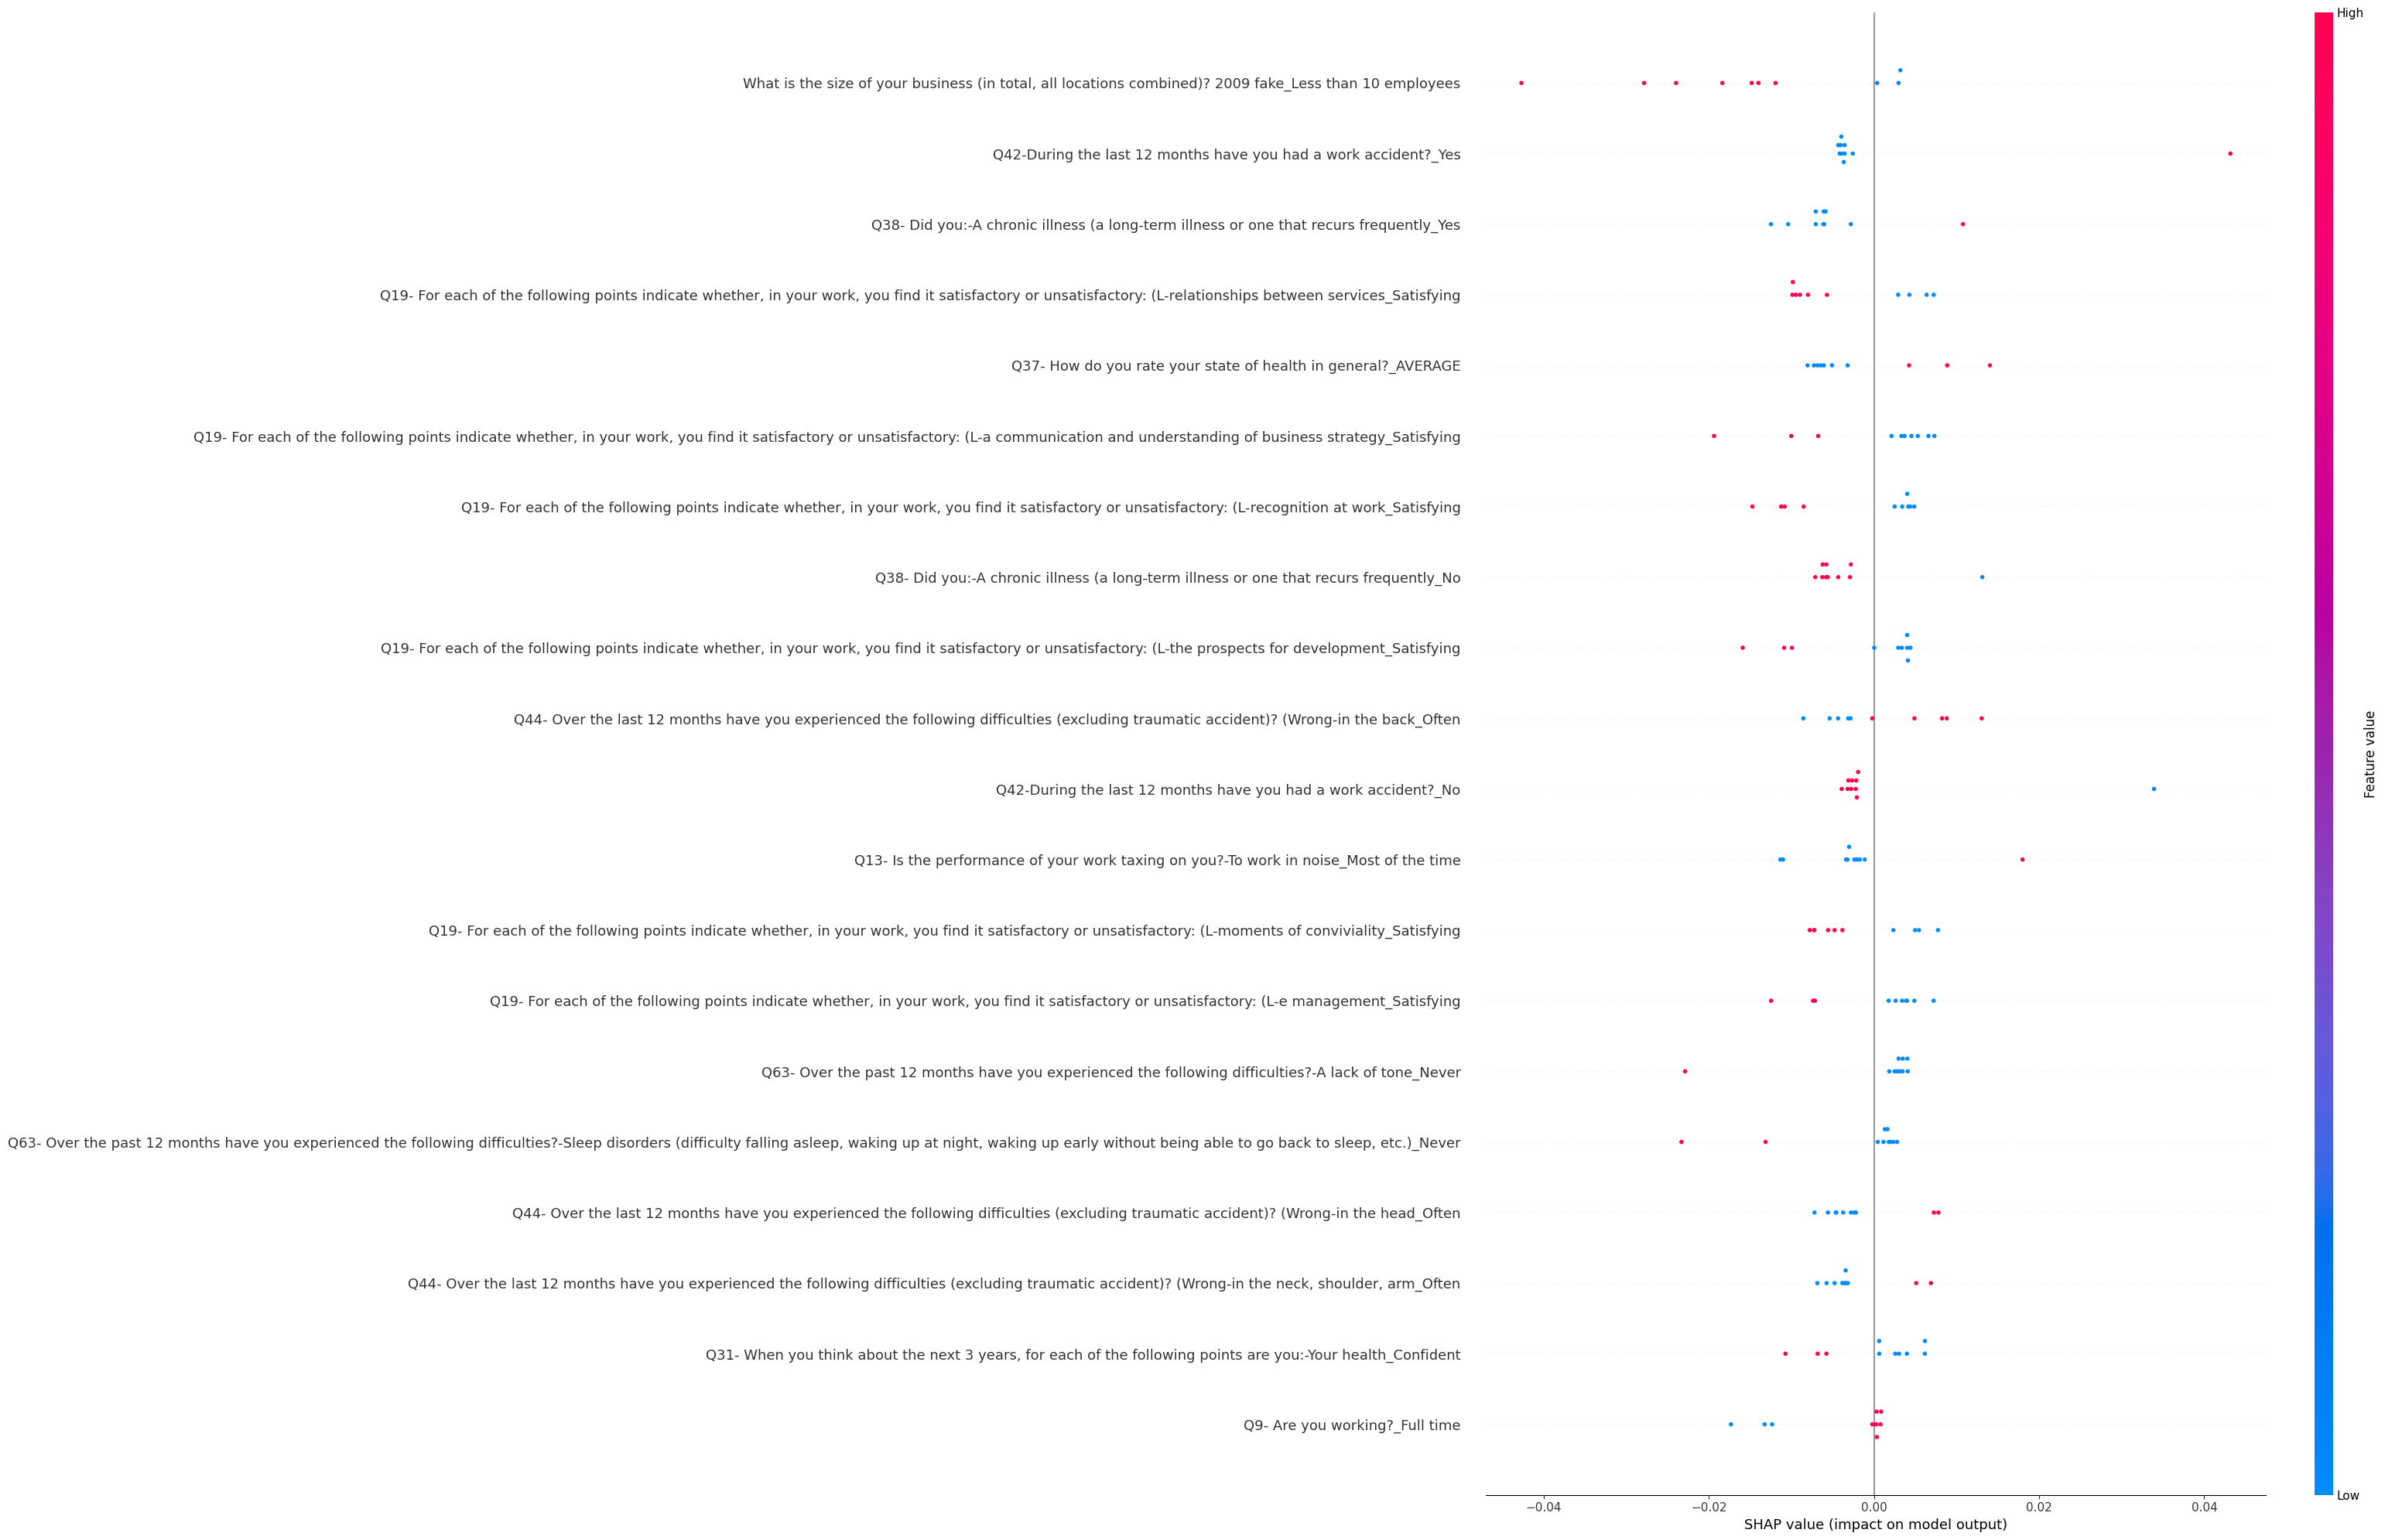 High
What is the size of your business (in total, all locations combined)? 2009 fake_Less than 10 employees
Q42-During the last 12 months have you had a work accident?_Yes
Q38- Did you:-A chronic illness (a long-term illness or one that recurs frequently_Yes
Q19- For each of the following points indicate whether, in your work, you find it satisfactory or unsatisfactory: (L-relationships between services_Satisfying
Q37- How do you rate your state of health in general?_AVERAGE
Q19- For each of the following points indicate whether, in your work, you find it satisfactory or unsatisfactory: (L-a communication and understanding of business strategy_Satisfying
Q19- For each of the following points indicate whether, in your work, you find it satisfactory or unsatisfactory: (L-recognition at work_Satisfying
Q38- Did you:-A chronic illness (a long-term illness or one that recurs frequently_No
Q19- For each of the following points indicate whether, in your work, you find it satisfactory or unsatisfactory: (L-the prospects for development_Satisfying
Q44- Over the last 12 months have you experienced the following difficulties (excluding traumatic accident)? (Wrong-in the back_Often
Feature value
Q42-During the last 12 months have you had a work accident?_No
Q13- Is the performance of your work taxing on you?-To work in noise_Most of the time
Q19- For each of the following points indicate whether, in your work, you find it satisfactory or unsatisfactory: (L-moments of conviviality_Satisfying
Q19- For each of the following points indicate whether, in your work, you find it satisfactory or unsatisfactory: (L-e management_Satisfying
Q63- Over the past 12 months have you experienced the following difficulties?-A lack of tone_Never
Q63- Over the past 12 months have you experienced the following difficulties?-Sleep disorders (difficulty falling asleep, waking up at night, waking up early without being able to go back to sleep, etc.)_Never
Q44- Over the last 12 months have you experienced the following difficulties (excluding traumatic accident)? (Wrong-in the head_Often
Q44- Over the last 12 months have you experienced the following difficulties (excluding traumatic accident)? (Wrong-in the neck, shoulder, arm_Often
Q31- When you think about the next 3 years, for each of the following points are you:-Your health_Confident
Q9- Are you working?_Full time
Low
−0.04 −0.02 0.00 0.02 0.04
SHAP value (impact on model output)